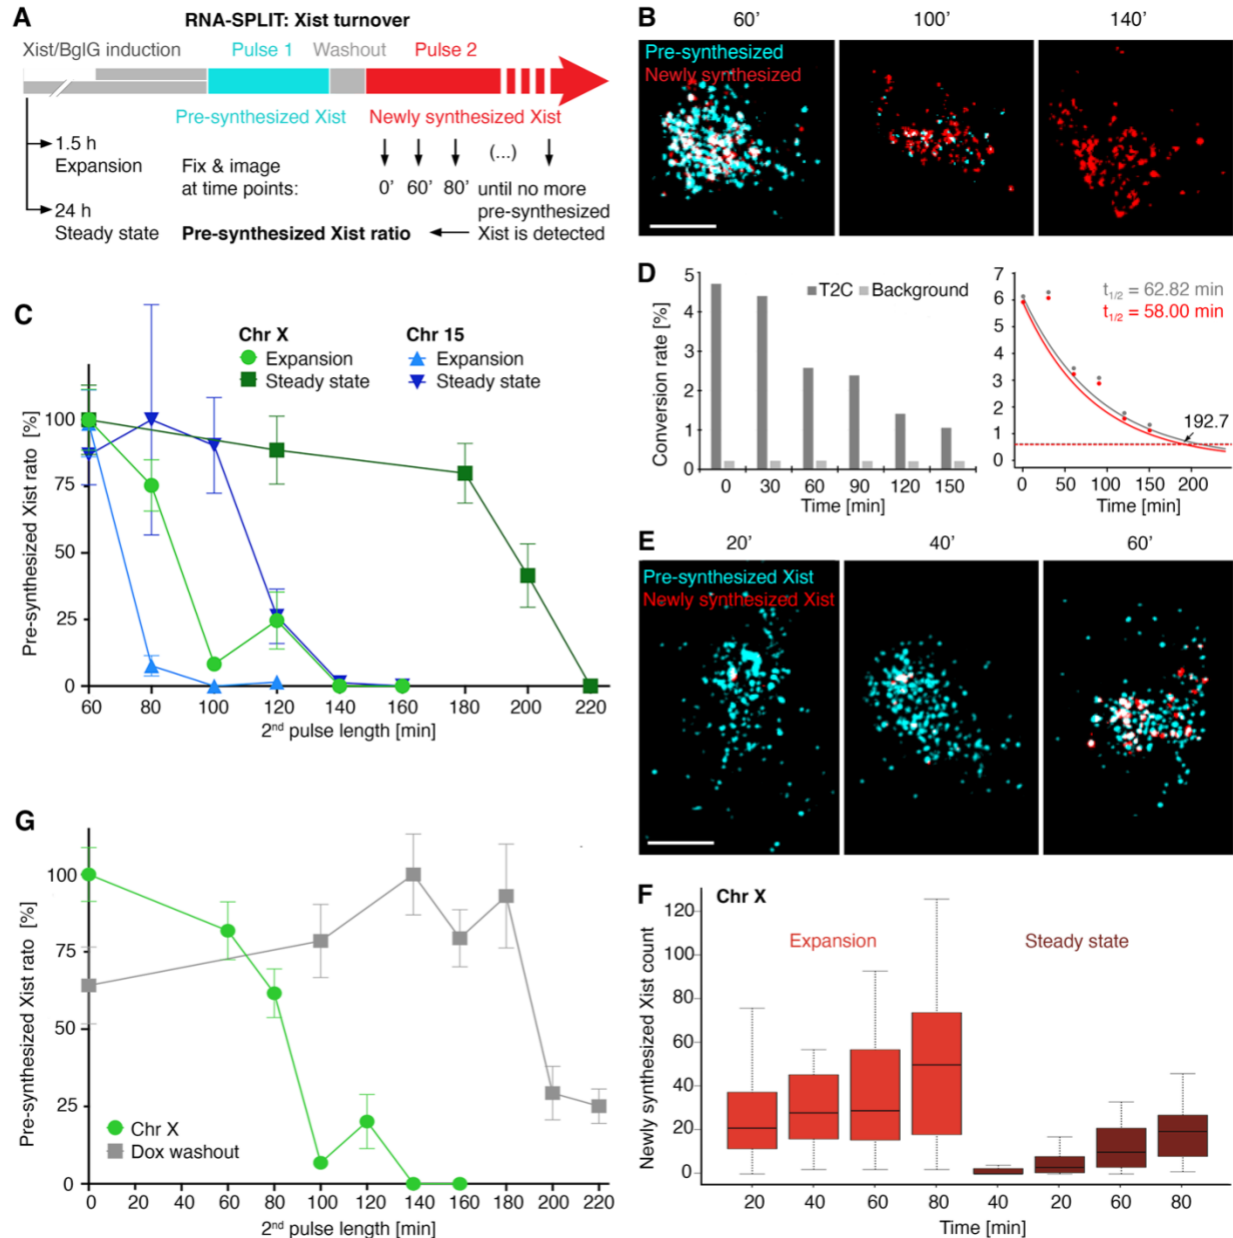 A
RNA-SPLIT: Xist turnover
Xist/BglG induction
Pulse 1
Washout
Pulse 2
Pre-synthesized Xist
Newly synthesized Xist
1.5 h
Expansion
24 h
Steady state
Fix & image
at time points:
0'
60'
80'
(...)
until no more
pre-synthesized
Xist is detected
Pre-synthesized Xist ratio
B
60'
100'
140'
Pre-synthesized
Newly synthesized
C
Chr X
Expansion
Steady state
Chr 15
Expansion
Steady state
Pre-synthesized Xist rato [%]
100
75
50
25
0
60 80 100 120 140 160 180 200 220
2nd pulse length [min]
D
Conversion rate [%]
5
4
3
2
1
0
T2C
Background
0 30 60 90 120 150
Time [min]
7
6
5
4
3
2
1
0
t1/2 = 62.82 min
t1/2 = 58.00 min
192.7
0 50 100 150 200
Time [min]
E
20'
40'
60'
Pre-synthesized Xist
Newly synthesized Xist
G
Pre-synthesized Xist rato [%]
100
75
50
25
0
Chr X
Dox washout
0 20 40 60 80 100 120 140 160 180 200 220
2nd pulse length [min]
F
Chr X
Expansion
Steady state
Newly synthesized Xist count
120
100
80
60
40
20
0
20 40 60 80 40 20 60 80
Time [min]